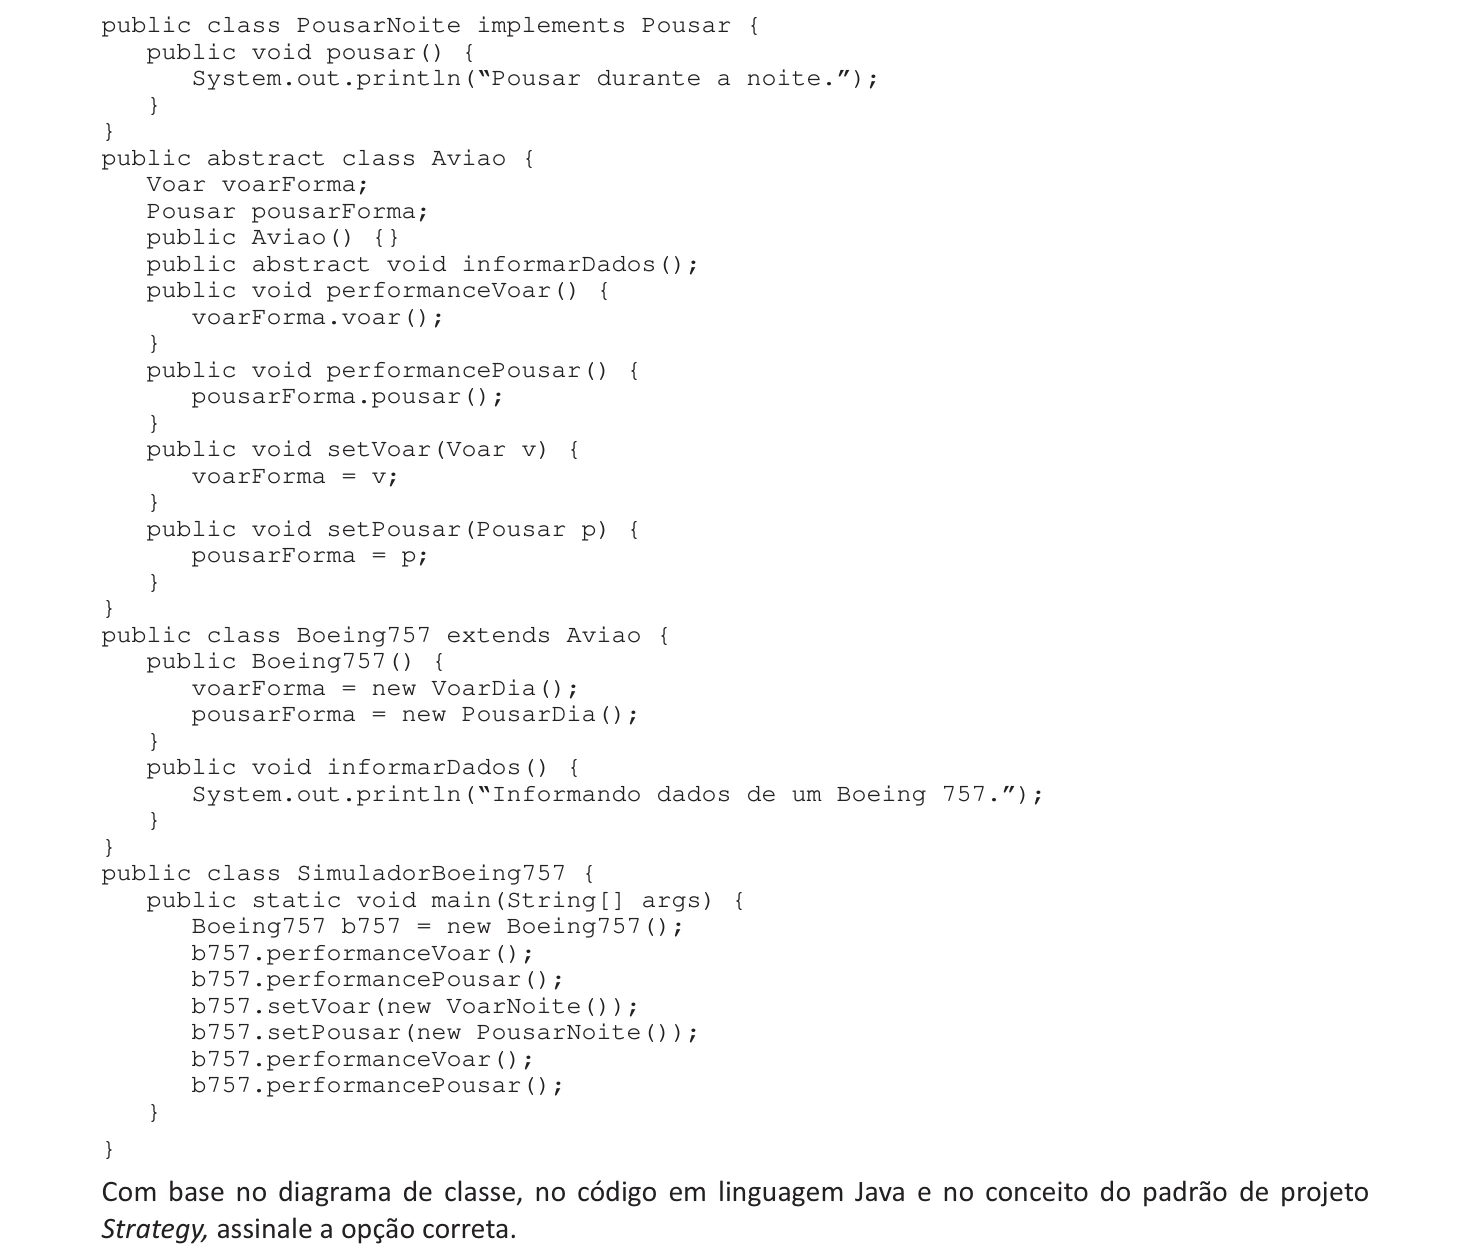 public class PousarNoite implements Pousar {
   public void pousar() {
      System.out.println(“Pousar durante a noite.”);
   }
}
public abstract class Aviao {
   Voar voarForma;
   Pousar pousarForma;
   public Aviao() {}
   public abstract void informarDados();
   public void performanceVoar() {
      voarForma.voar();
   }
   public void performancePousar() {
      pousarForma.pousar();
   }
   public void setVoar(Voar v) {
      voarForma = v;
   }
   public void setPousar(Pousar p) {
      pousarForma = p;
   }
}
public class Boeing757 extends Aviao {
   public Boeing757() {
      voarForma = new VoarDia();
      pousarForma = new PousarDia();
   }
   public void informarDados() {
      System.out.println(“Informando dados de um Boeing 757.”);
   }
}
public class SimuladorBoeing757 {
   public static void main(String[] args) {
      Boeing757 b757 = new Boeing757();
      b757.performanceVoar();
      b757.performancePousar();
      b757.setVoar(new VoarNoite());
      b757.setPousar(new PousarNoite());
      b757.performanceVoar();
      b757.performancePousar();
   }
}
Com base no diagrama de classe, no código em linguagem Java e no conceito do padrão de projeto
Strategy, assinale a opção correta.